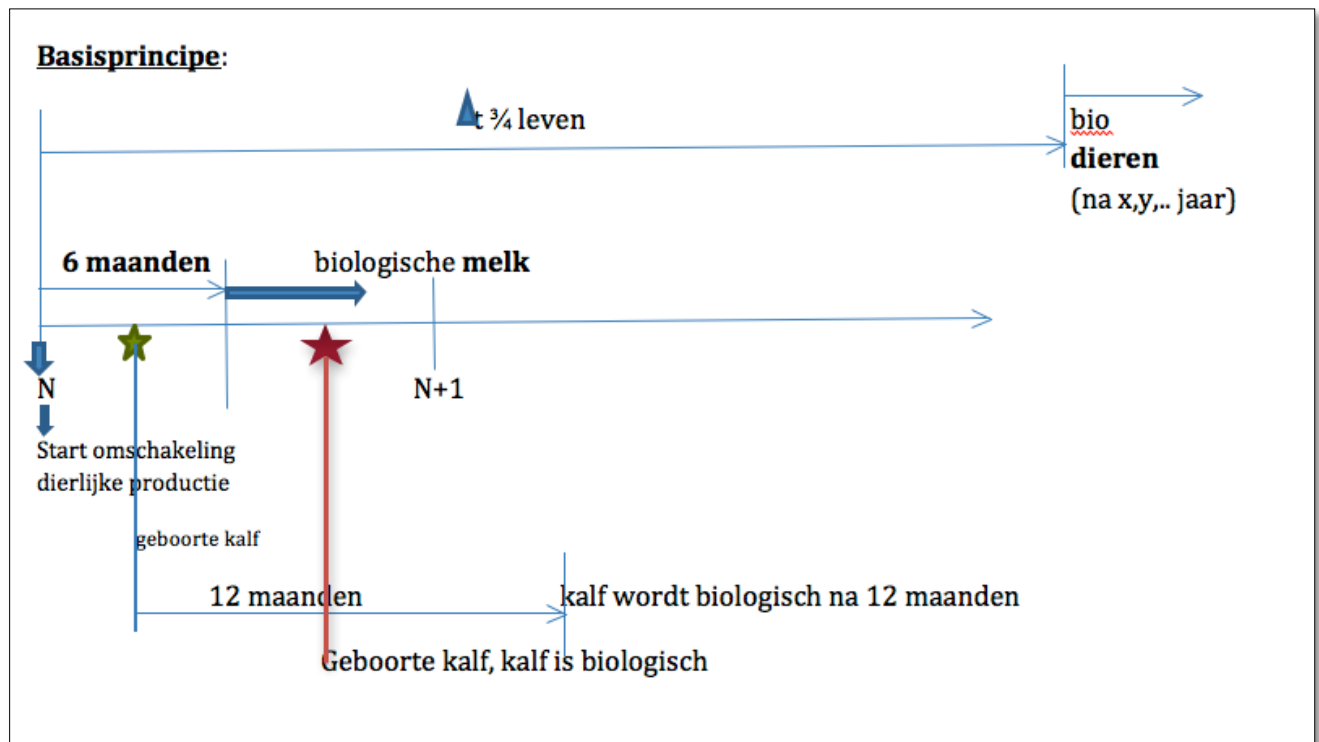 Basisprincipe:
t ¾ leven
bio
dieren
(na x,y,.. jaar)
6 maanden
biologische melk
N
N+1
Start omschakeling
dierlijke productie
geboorte kalf
12 maanden
kalf wordt biologisch na 12 maanden
Geboorte kalf, kalf is biologisch